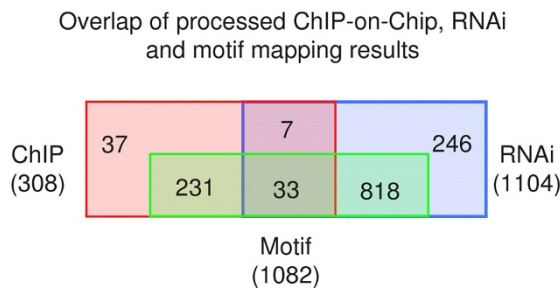 Overlap of processed ChIP-on-Chip, RNAi
and motif mapping results
37
7
246
ChIP
(308)
231
33
818
RNAi
(1104)
Motif
(1082)